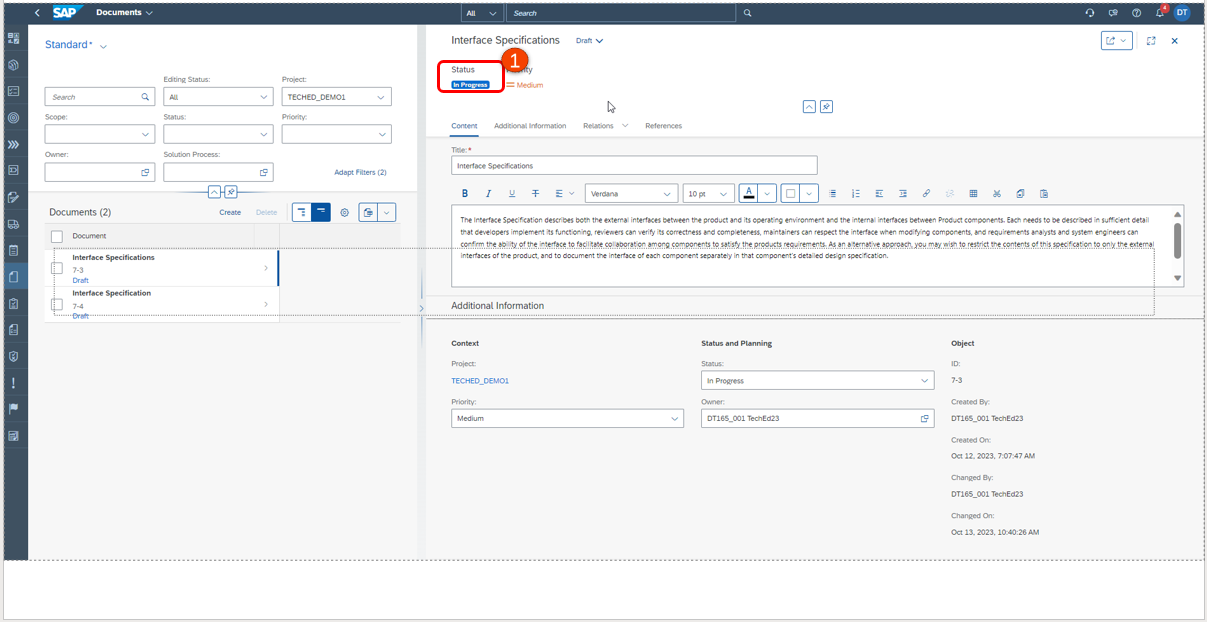 SAP Documents All Search 4 DT
Standard *
Editing Status: Project:
Search All TECHED_DEMO1
Scope: Status: Priority:
Owner: Solution Process:
Adapt Filters (2)
Documents (2) Create Delete
Document
Interface Specifications
7-3
Draft
Interface Specification
7-4
Draft
Interface Specifications Draft
1
Status
In Progress Medium
Content Additional Information Relations References
Title: *
Interface Specifications
B I U Verdana 10 pt A
The Interface Specification describes both the external interfaces between the product and its operating environment and the internal interfaces between Product components. Each needs to be described in sufficient detail
that developers implement its functioning, reviewers can verify its correctness and completeness, maintainers can respect the interface when modifying components, and requirements analysts and system engineers can
confirm the ability of the interface to facilitate collaboration among components to satisfy the products requirements. As an alternative approach, you may wish to restrict the contents of this specification to only the external
interfaces of the product, and to document the interface of each component separately in that component's detailed design specification.
Additional Information
Context
Project:
TECHED_DEMO1
Priority:
Medium
Status and Planning
Status:
In Progress
Owner:
DT165_001 TechEd23
Object
ID:
7-3
Created By:
DT165_001 TechEd23
Created On:
Oct 12, 2023, 7:07:47 AM
Changed By:
DT165_001 TechEd23
Changed On:
Oct 13, 2023, 10:40:26 AM